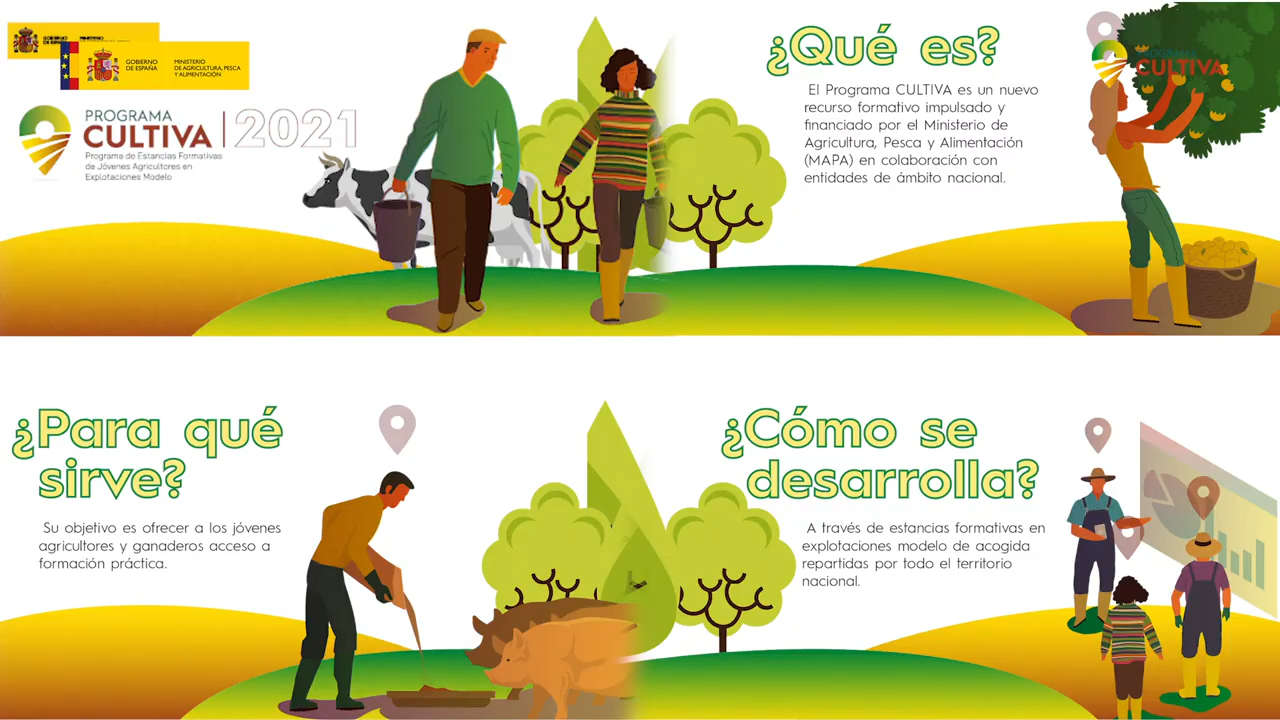 GOBIERNO
DE ESPAÑA
MINISTERIO
GOBIERNO
DE ESPAÑA
MINISTERIO
DE AGRICULTURA, PESCA
Y ALIMENTACIÓN
PROGRAMA
CULTIVA 2021
Programa de Estancias Formativas
de Jóvenes Agricultores en
Explotaciones Modelo
¿Qué es?
El Programa CULTIVA es un nuevo
recurso formativo impulsado y
financiado por el Ministerio de
Agricultura, Pesca y Alimentación
(MAPA) en colaboración con
entidades de ámbito nacional.
PROGRAMA
CULTIVA
¿Para qué
sirve?
Su objetivo es ofrecer a los jóvenes
agricultores y ganaderos acceso a
formación práctica.
¿Cómo se
desarrolla?
A través de estancias formativas en
explotaciones modelo de acogida
repartidas por todo el territorio
nacional.